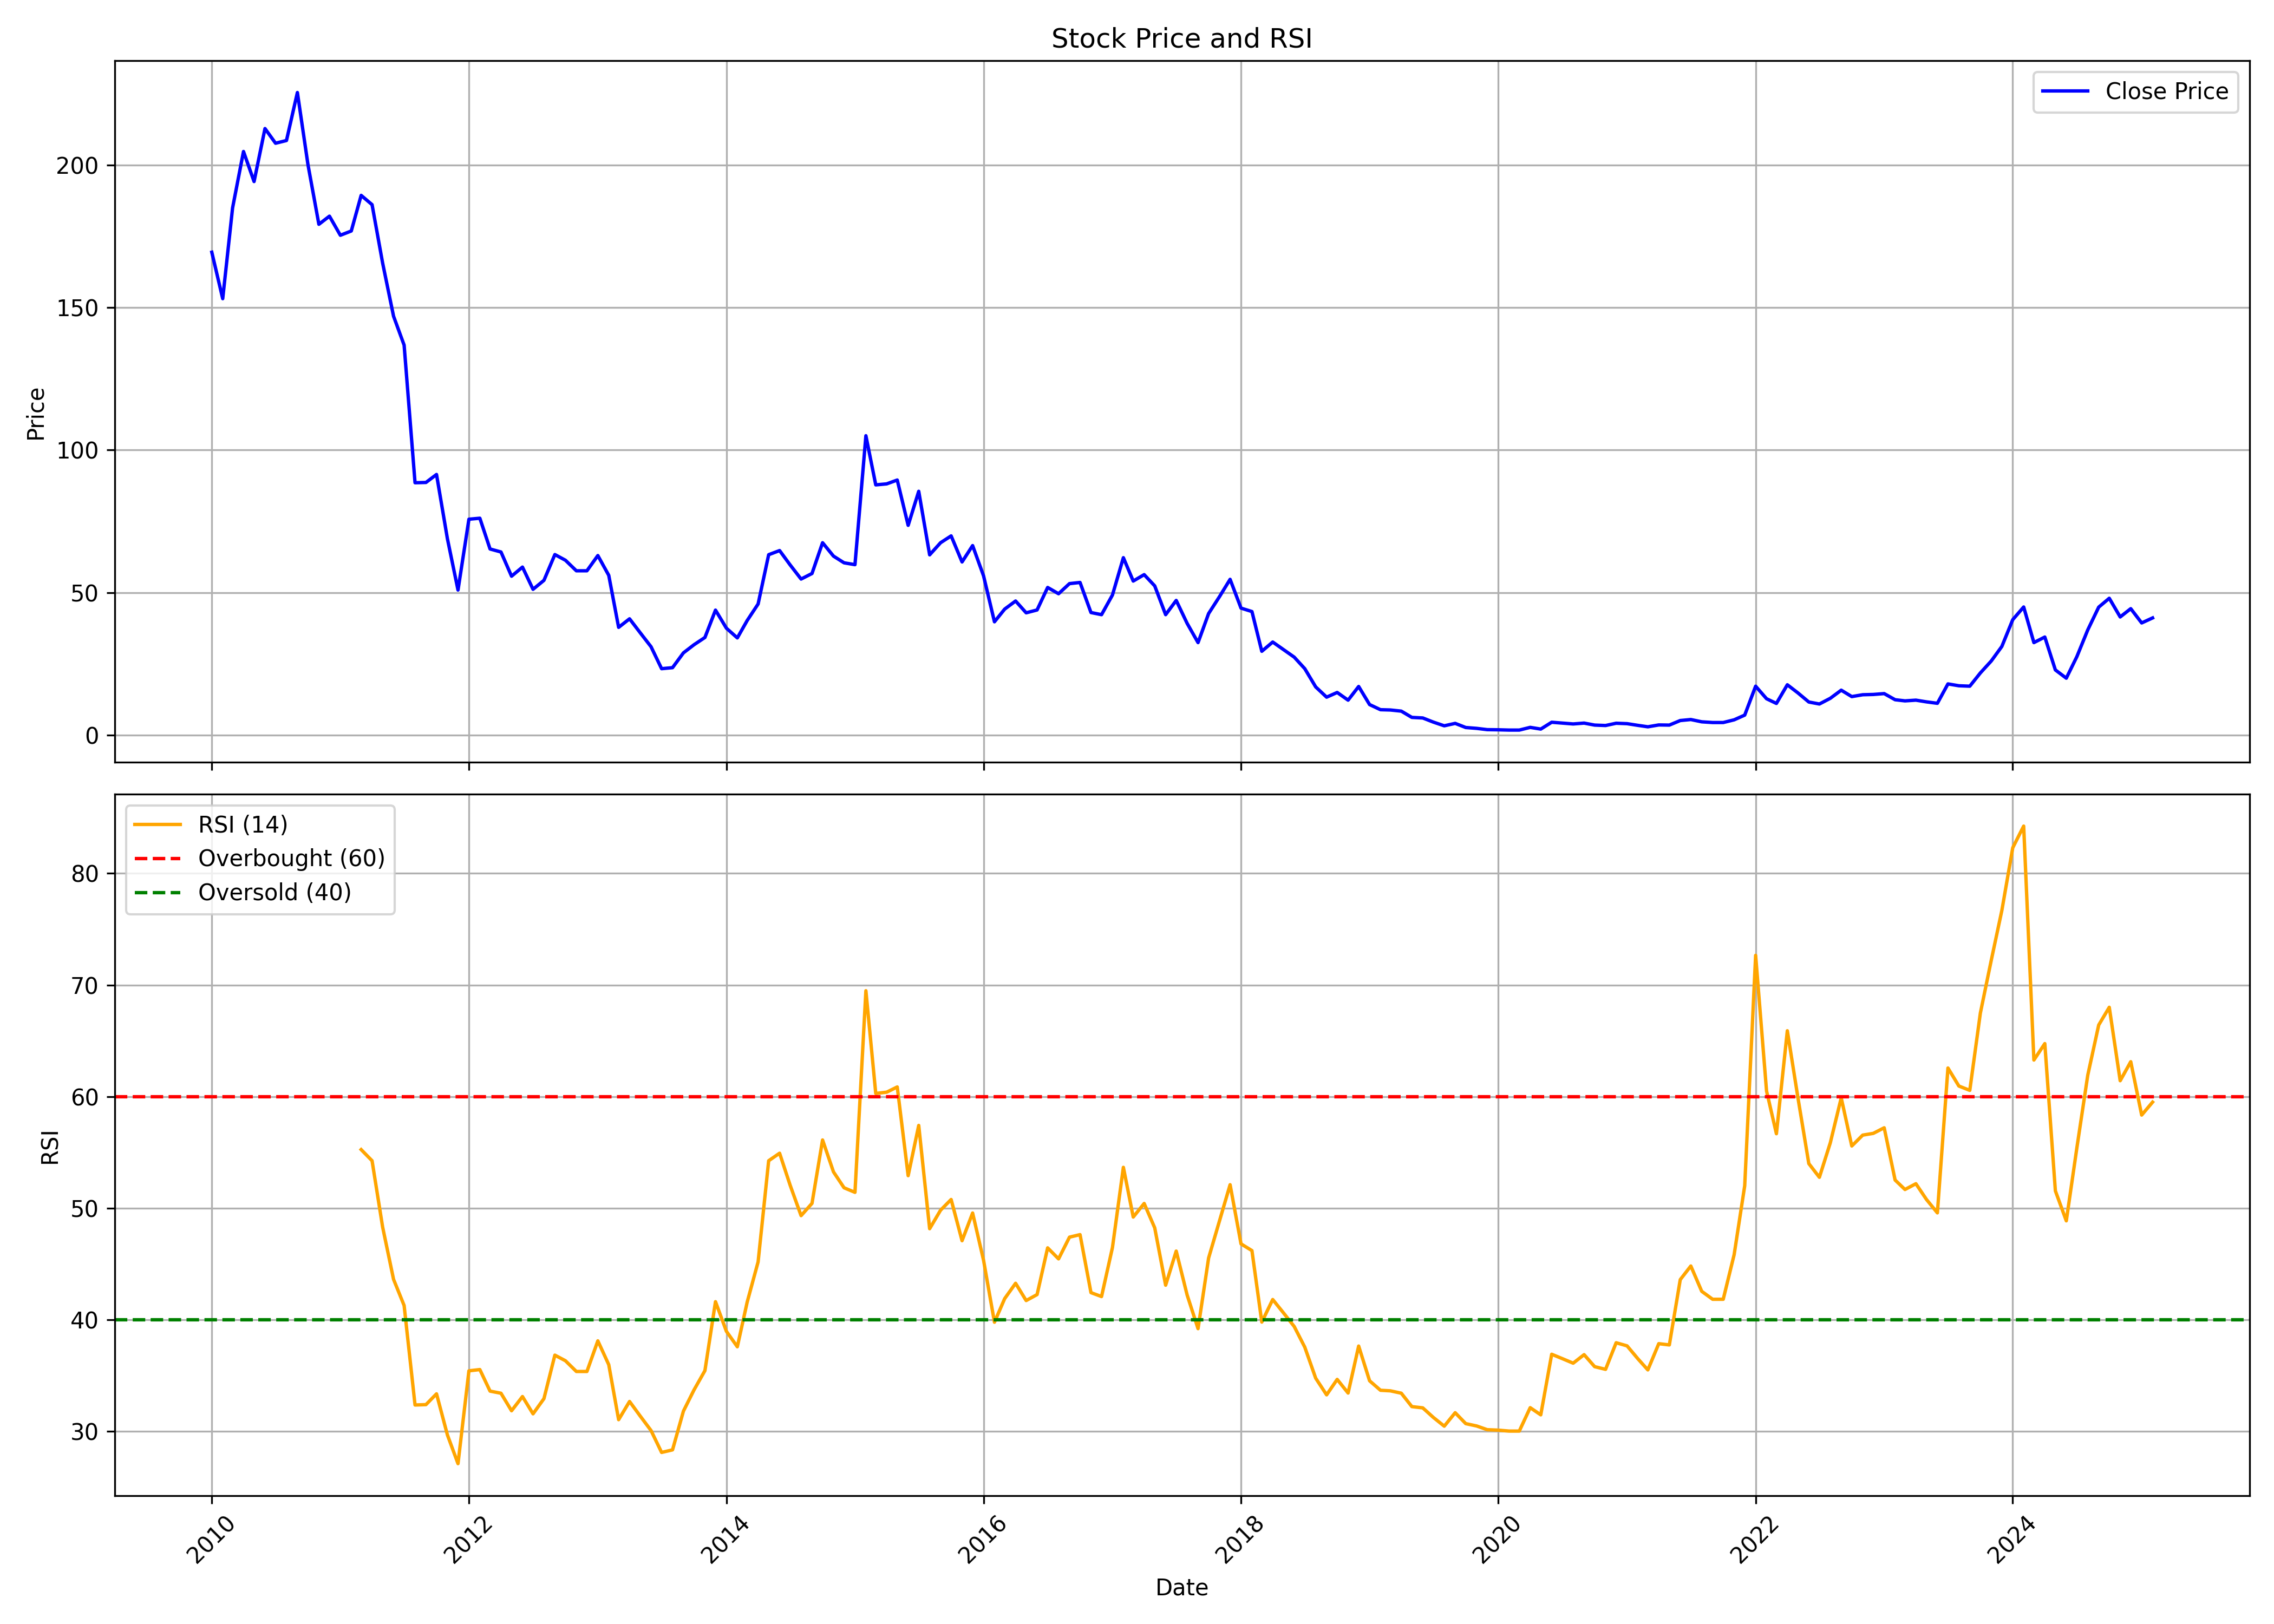 Stock Price and RSI
Close Price
Price
200
150
100
50
0
RSI (14)
Overbought (60)
Oversold (40)
RSI
80
70
60
50
40
30
2010
2012
2014
2016
2018
2020
2022
2024
Date